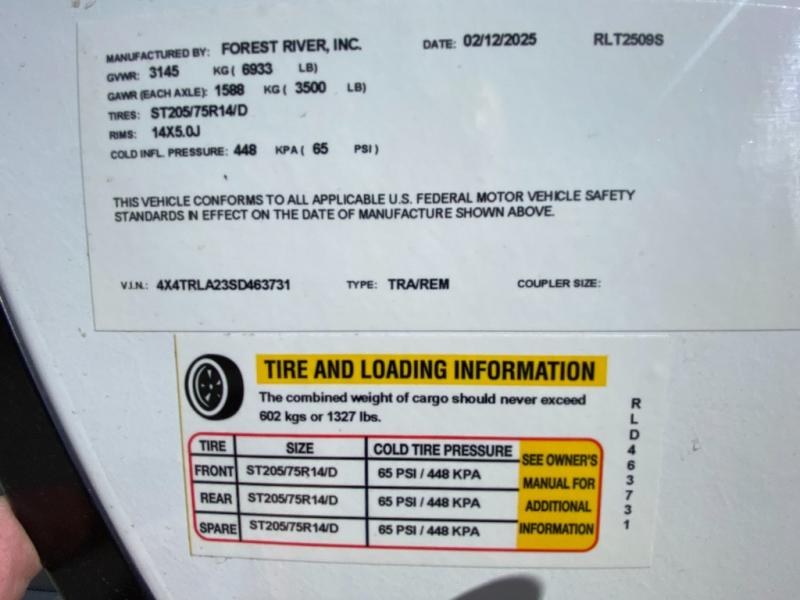 MANUFACTURED BY: FOREST RIVER, INC. DATE: 02/12/2025 RLT2509S
GVWR: 3145 KG ( 6933 LB)
GAWR (EACH AXLE): 1588 KG ( 3500 LB)
TIRES: ST205/75R14/D
RIMS: 14X5.0J
COLD INFL. PRESSURE: 448 KPA ( 65 PSI )
THIS VEHICLE CONFORMS TO ALL APPLICABLE U.S. FEDERAL MOTOR VEHICLE SAFETY
STANDARDS IN EFFECT ON THE DATE OF MANUFACTURE SHOWN ABOVE.
V.I.N.: 4X4TRLA23SD463731 TYPE: TRA/REM COUPLER SIZE:
TIRE AND LOADING INFORMATION
The combined weight of cargo should never exceed
602 kgs or 1327 lbs.
TIRE SIZE COLD TIRE PRESSURE
FRONT ST205/75R14/D 65 PSI / 448 KPA
REAR ST205/75R14/D 65 PSI / 448 KPA
SPARE ST205/75R14/D 65 PSI / 448 KPA
SEE OWNER'S
MANUAL FOR
ADDITIONAL
INFORMATION
RLD463731